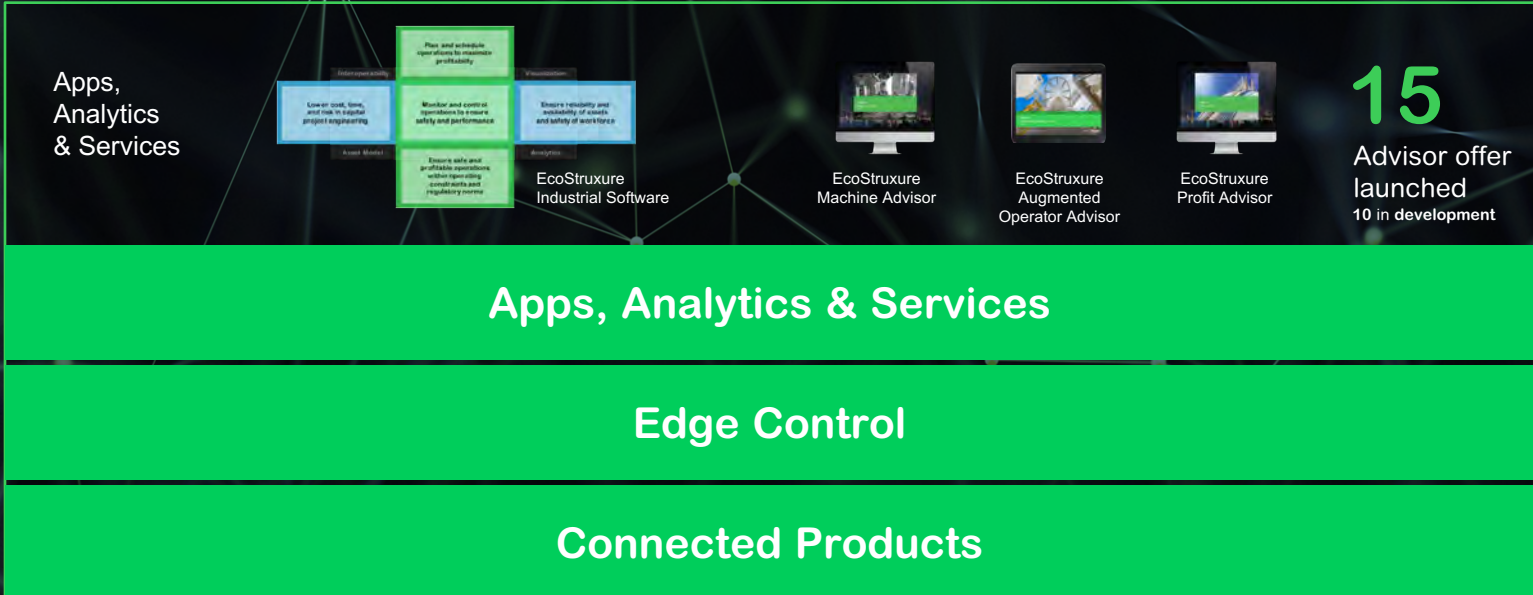 Apps,
Analytics
& Services
Plan and schedule
operations to maximize
profitability
Interoperability
Visualization
Lower cost, time,
and risk in capital
project engineering
Monitor and control
operations to ensure
safety and performance
Ensure reliability and
availability of assets
and safety of workforce
Asset Model
Analytics
Ensure safe and
profitable operations
within operating
constraints and
regulatory norms
EcoStruxure
Industrial Software
EcoStruxure
Machine Advisor
EcoStruxure
Augmented
Operator Advisor
EcoStruxure
Profit Advisor
15
Advisor offer
launched
10 in development
Apps, Analytics & Services
Edge Control
Connected Products